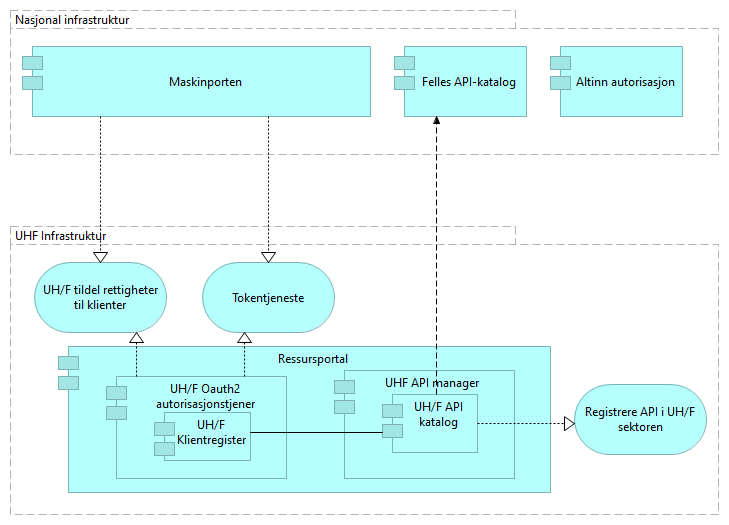 Nasjonal infrastruktur
Maskinporten
Felles API-katalog
Altinn autorisasjon
UHF Infrastruktur
UH/F tildel rettigheter
til klienter
Tokentjeneste
Ressursportal
UH/F Oauth2
autorisasjonstjener
UH/F
Klientregister
UHF API manager
UH/F API
katalog
Registrere API i UH/F
sektoren